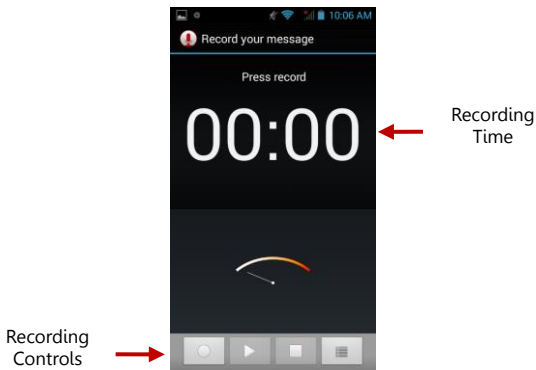 10:06 AM
Record your message
Press record
00:00
Recording
Time
Recording
Controls